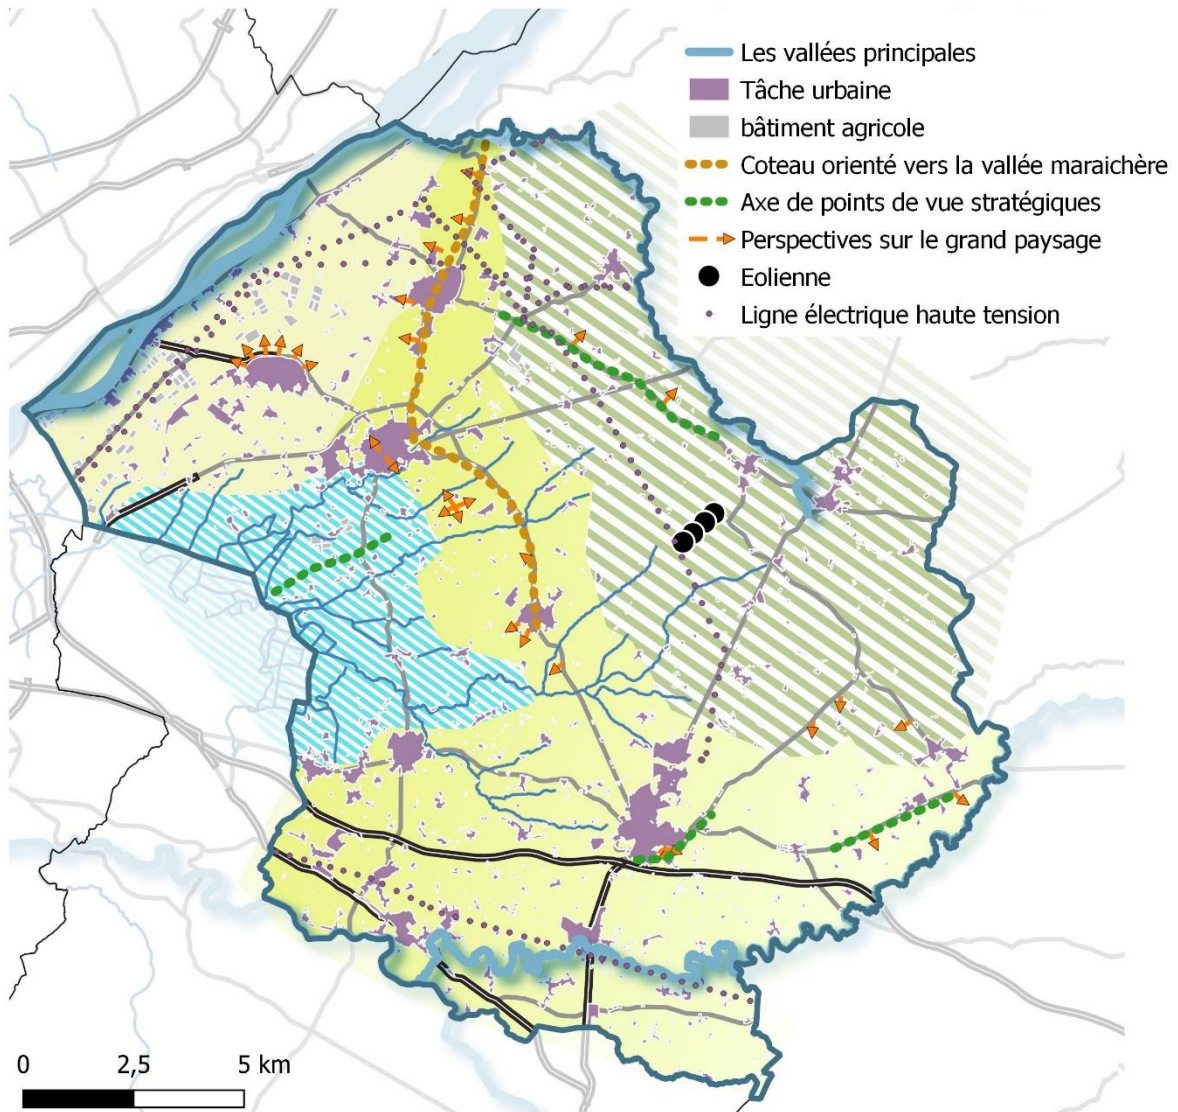 Les vallées principales
Tâche urbaine
bâtiment agricole
Coteau orienté vers la vallée maraichère
Axe de points de vue stratégiques
Perspectives sur le grand paysage
Eolienne
Ligne électrique haute tension
0 2,5 5 km